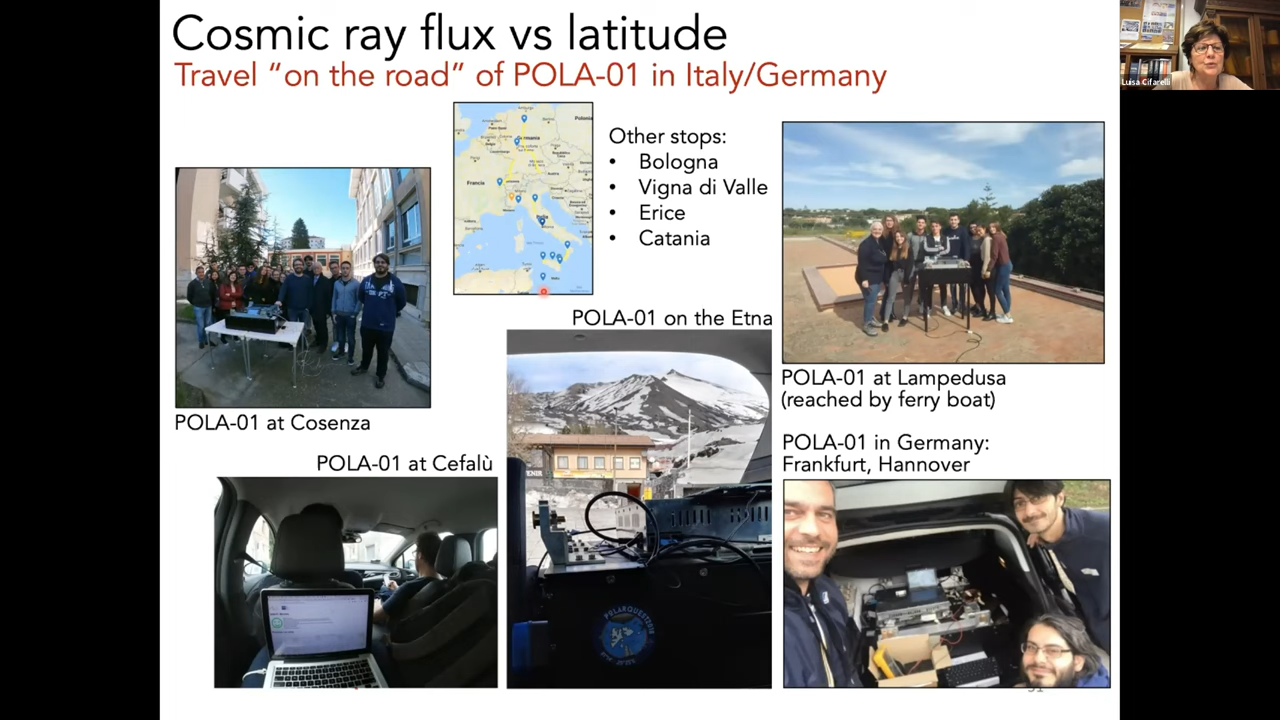 Cosmic ray flux vs latitude
Travel “on the road” of POLA-01 in Italy/Germany
Luisa Cifarelli
Other stops:
• Bologna
• Vigna di Valle
• Erice
• Catania
Francia
POLA-01 on the Etna
POLA-01 at Cosenza
POLA-01 at Lampedusa
(reached by ferry boat)
POLA-01 at Cefalù
POLA-01 in Germany:
Frankfurt, Hannover
POLARQUEST2018